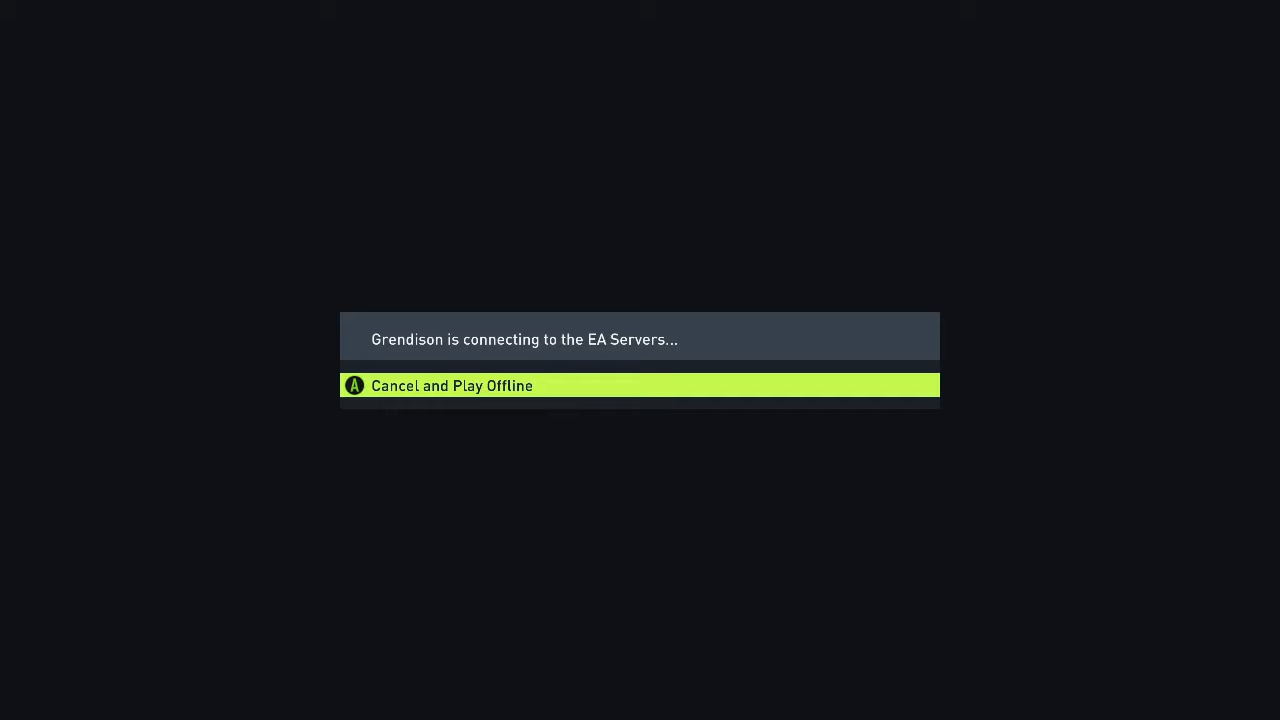 Grendison is connecting to the EA Servers...
A Cancel and Play Offline